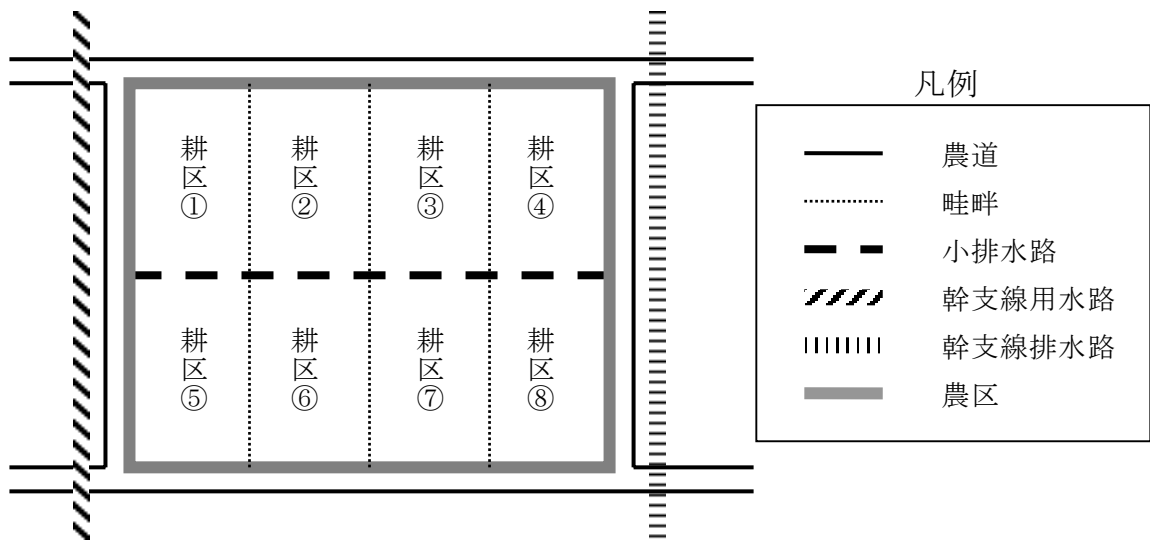 耕区①
耕区②
耕区③
耕区④
耕区⑤
耕区⑥
耕区⑦
耕区⑧
凡例
農道
畦畔
小排水路
幹支線用水路
幹支線排水路
農区